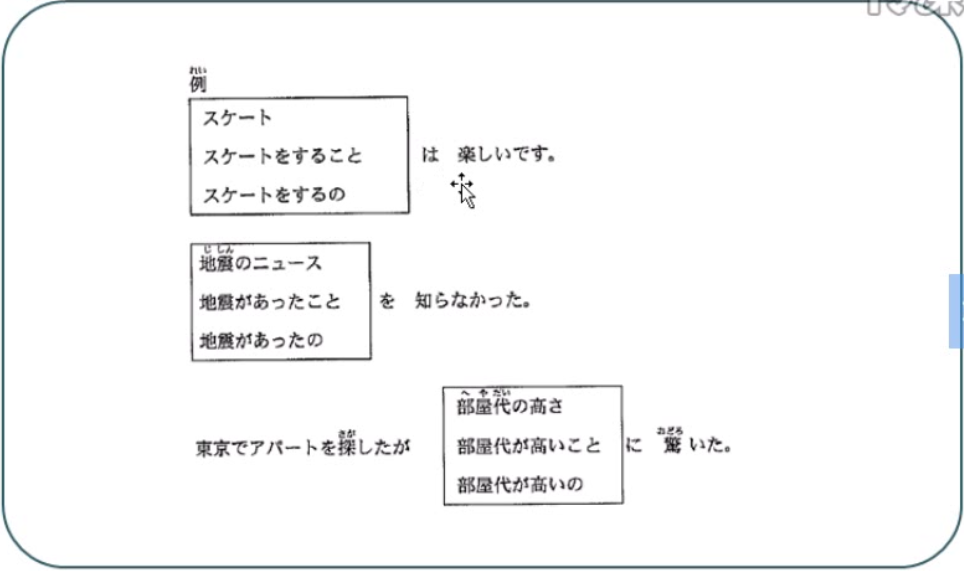 れい
例
スケート
スケートをすること
スケートをするの
は 楽しいです。
じしん
地震のニュース
地震があったこと
地震があったの
を 知らなかった。
さが
東京でアパートを探したが
へやだい
部屋代の高さ
部屋代が高いこと
部屋代が高いの
おどろ
に 驚いた。